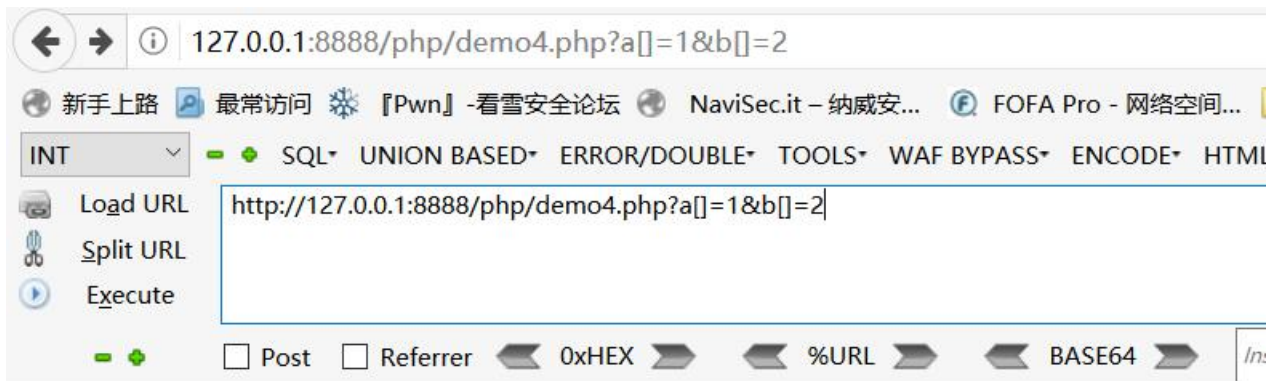 127.0.0.1:8888/php/demo4.php?a[]=1&b[]=2
新手上路 最常访问 『Pwn』-看雪安全论坛 NaviSec.it – 纳威安... FOFA Pro - 网络空间...
INT SQL UNION BASED ERROR/DOUBLE TOOLS WAF BYPASS ENCODE HTML
Load URL http://127.0.0.1:8888/php/demo4.php?a[]=1&b[]=2
Split URL
Execute
Post Referrer 0xHEX %URL BASE64